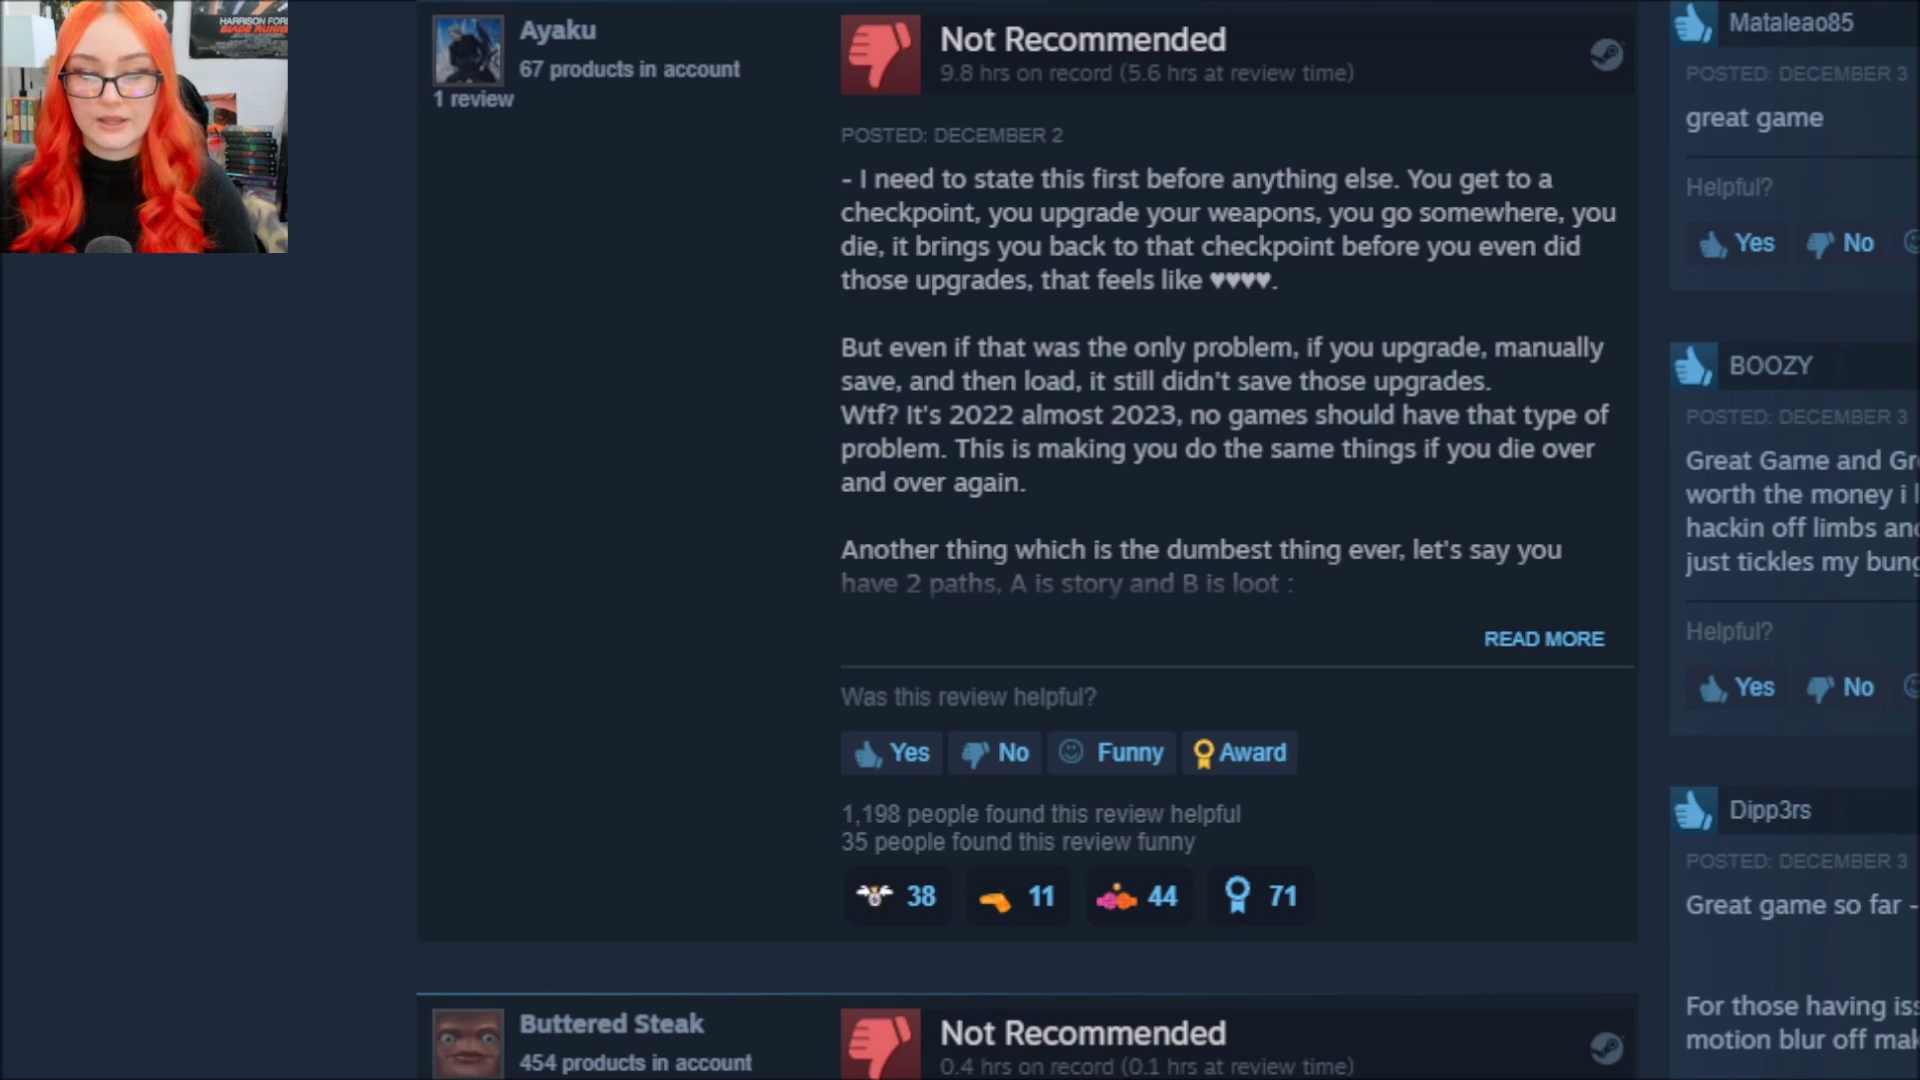 HARRISON FORD
BLADE RUNNER
Ayaku
67 products in account
1 review
Not Recommended
9.8 hrs on record (5.6 hrs at review time)
POSTED: DECEMBER 2
- I need to state this first before anything else. You get to a
checkpoint, you upgrade your weapons, you go somewhere, you
die, it brings you back to that checkpoint before you even did
those upgrades, that feels like ♥♥♥♥.
But even if that was the only problem, if you upgrade, manually
save, and then load, it still didn't save those upgrades.
Wtf? It's 2022 almost 2023, no games should have that type of
problem. This is making you do the same things if you die over
and over again.
Another thing which is the dumbest thing ever, let's say you
have 2 paths, A is story and B is loot :
READ MORE
Was this review helpful?
Yes No Funny Award
1,198 people found this review helpful
35 people found this review funny
38 11 44 71
Buttered Steak
454 products in account
Not Recommended
0.4 hrs on record (0.1 hrs at review time)
Mataleao85
POSTED: DECEMBER 3
great game
Helpful?
Yes No
BOOZY
POSTED: DECEMBER 3
Great Game and Gr
worth the money i
hackin off limbs an
just tickles my bung
Helpful?
Yes No
Dipp3rs
POSTED: DECEMBER 3
Great game so far -
For those having iss
motion blur off mak